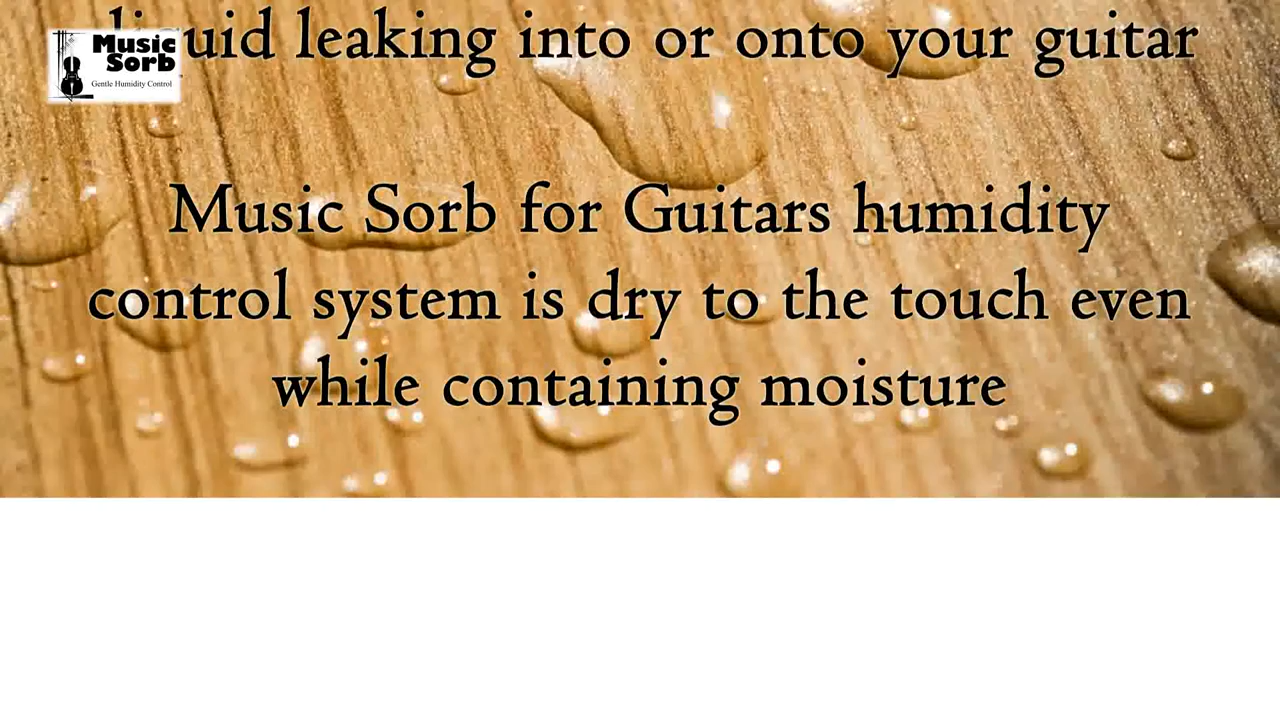 uid leaking into or onto your guitar
Music
Sorb
Gentle Humidity Control
Music Sorb for Guitars humidity
control system is dry to the touch even
while containing moisture